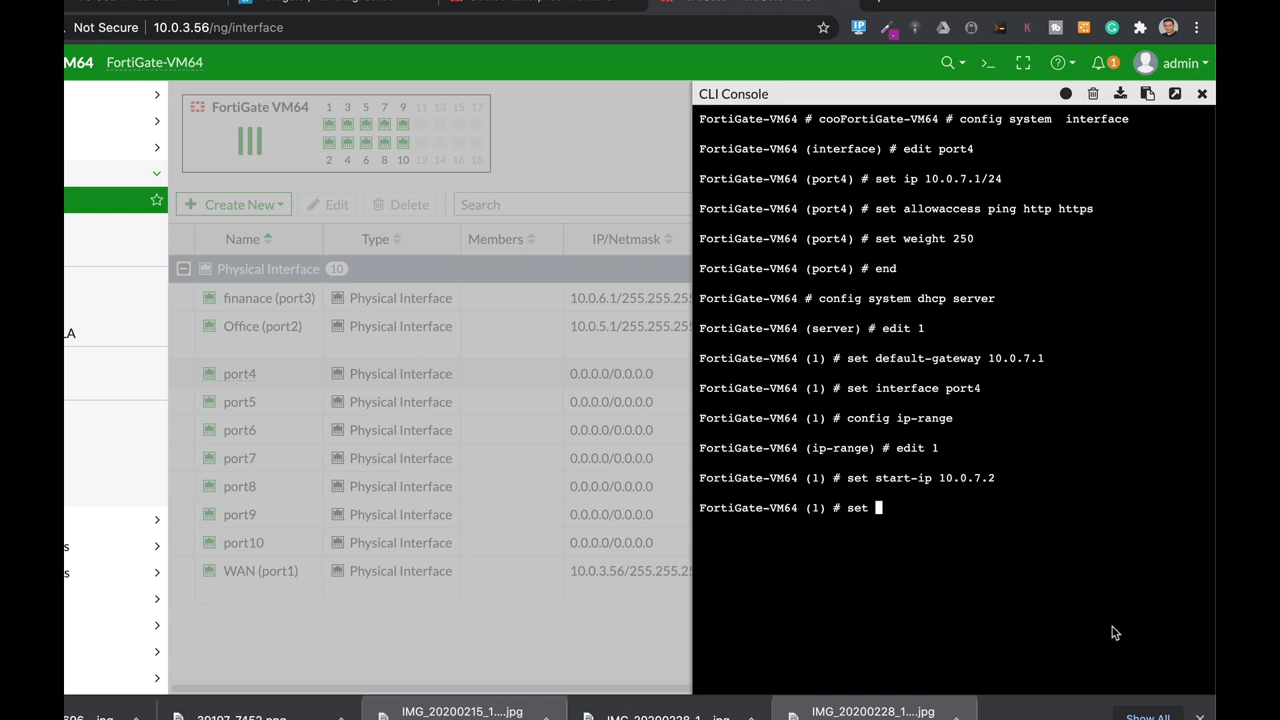 Not Secure 10.0.3.56/ng/interface
M64 FortiGate-VM64
1 admin
FortiGate VM64 1 3 5 7 9 11 13 15 17
2 4 6 8 10 12 14 16 18
Create New Edit Delete Search
Name Type Members IP/Netmask
Physical Interface 10
finanace (port3) Physical Interface 10.0.6.1/255.255.255
Office (port2) Physical Interface 10.0.5.1/255.255.255
LA
port4 Physical Interface 0.0.0.0/0.0.0.0
port5 Physical Interface 0.0.0.0/0.0.0.0
port6 Physical Interface 0.0.0.0/0.0.0.0
port7 Physical Interface 0.0.0.0/0.0.0.0
port8 Physical Interface 0.0.0.0/0.0.0.0
port9 Physical Interface 0.0.0.0/0.0.0.0
port10 Physical Interface 0.0.0.0/0.0.0.0
WAN (port1) Physical Interface 10.0.3.56/255.255.25
CLI Console
FortiGate-VM64 # cooFortiGate-VM64 # config system  interface
FortiGate-VM64 (interface) # edit port4
FortiGate-VM64 (port4) # set ip 10.0.7.1/24
FortiGate-VM64 (port4) # set allowaccess ping http https
FortiGate-VM64 (port4) # set weight 250
FortiGate-VM64 (port4) # end
FortiGate-VM64 # config system dhcp server
FortiGate-VM64 (server) # edit 1
FortiGate-VM64 (1) # set default-gateway 10.0.7.1
FortiGate-VM64 (1) # set interface port4
FortiGate-VM64 (1) # config ip-range
FortiGate-VM64 (ip-range) # edit 1
FortiGate-VM64 (1) # set start-ip 10.0.7.2
FortiGate-VM64 (1) # set
39197-7452.png IMG_20200215_1....jpg IMG_20200228_1....jpg IMG_20200228_1....jpg Show All